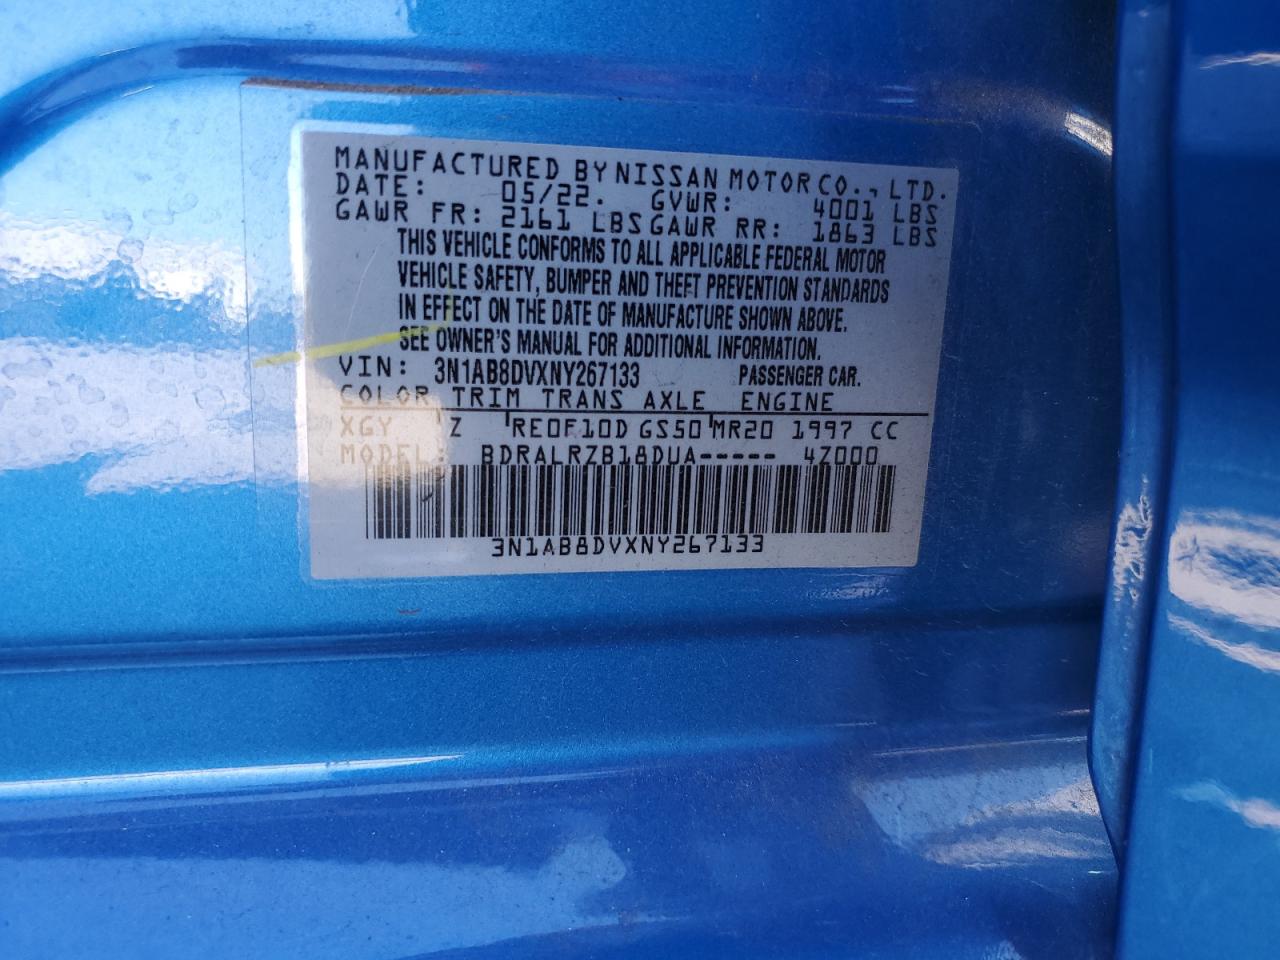 MANUFACTURED BY NISSAN MOTOR CO., LTD.
DATE: 05/22. GVWR: 4001 LBS
GAWR FR: 2161 LBS GAWR RR: 1863 LBS
THIS VEHICLE CONFORMS TO ALL APPLICABLE FEDERAL MOTOR
VEHICLE SAFETY, BUMPER AND THEFT PREVENTION STANDARDS
IN EFFECT ON THE DATE OF MANUFACTURE SHOWN ABOVE.
SEE OWNER'S MANUAL FOR ADDITIONAL INFORMATION.
VIN: 3N1AB8DVXNY267133 PASSENGER CAR.
COLOR TRIM TRANS AXLE ENGINE
XGY Z RE0F10D GS50 MR20 1997 CC
MODEL: BDRALRZB18DUA----- 4Z000
3N1AB8DVXNY267133